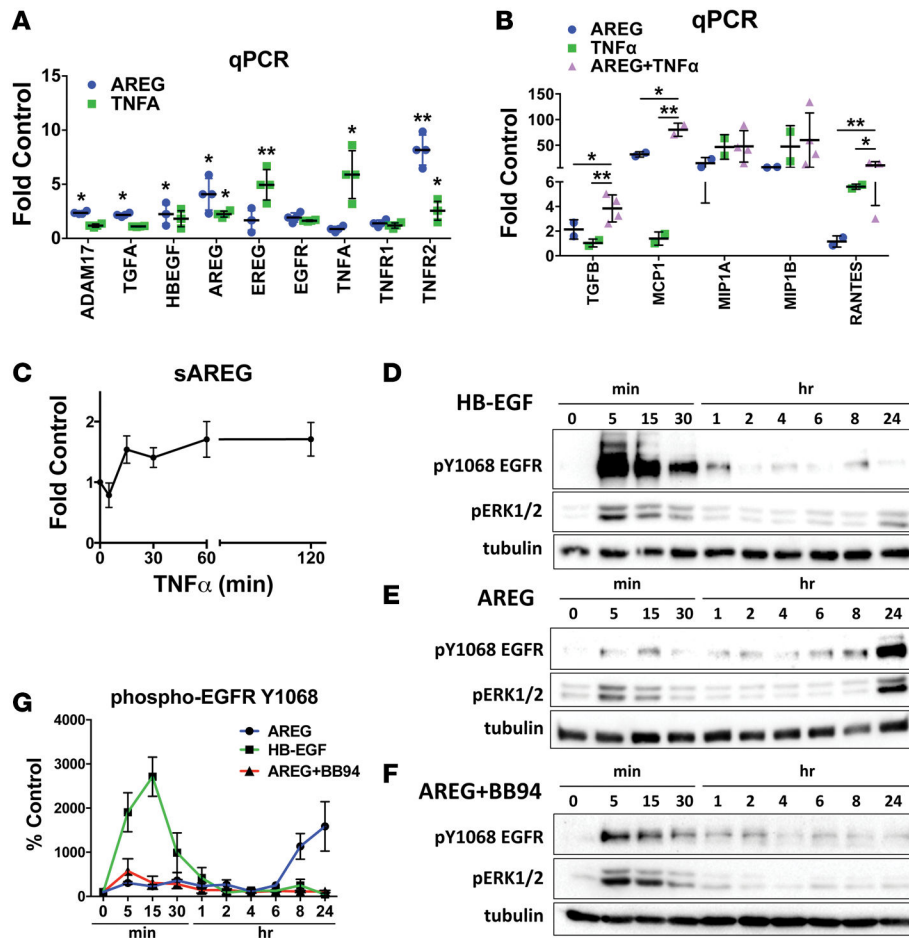 A
qPCR
AREG
TNFA
Fold Control
15
10
5
0
* * * * * ** * ** *
ADAM17 TGFA HBEGF AREG EREG EGFR TNFA TNFR1 TNFR2
B
qPCR
AREG
TNFα
AREG+TNFα
Fold Control
150
100
50
6
4
2
0
* ** * ** ** *
TGFB MCP1 MIP1A MIP1B RANTES
C
sAREG
Fold Control
2
1
0
0 30 60 120
TNFα (min)
D
HB-EGF
min hr
0 5 15 30 1 2 4 6 8 24
pY1068 EGFR
pERK1/2
tubulin
E
AREG
min hr
0 5 15 30 1 2 4 6 8 24
pY1068 EGFR
pERK1/2
tubulin
F
AREG+BB94
min hr
0 5 15 30 1 2 4 6 8 24
pY1068 EGFR
pERK1/2
tubulin
G
phospho-EGFR Y1068
AREG
HB-EGF
AREG+BB94
% Control
4000
3000
2000
1000
0
0 5 15 30 1 2 4 6 8 24
min hr